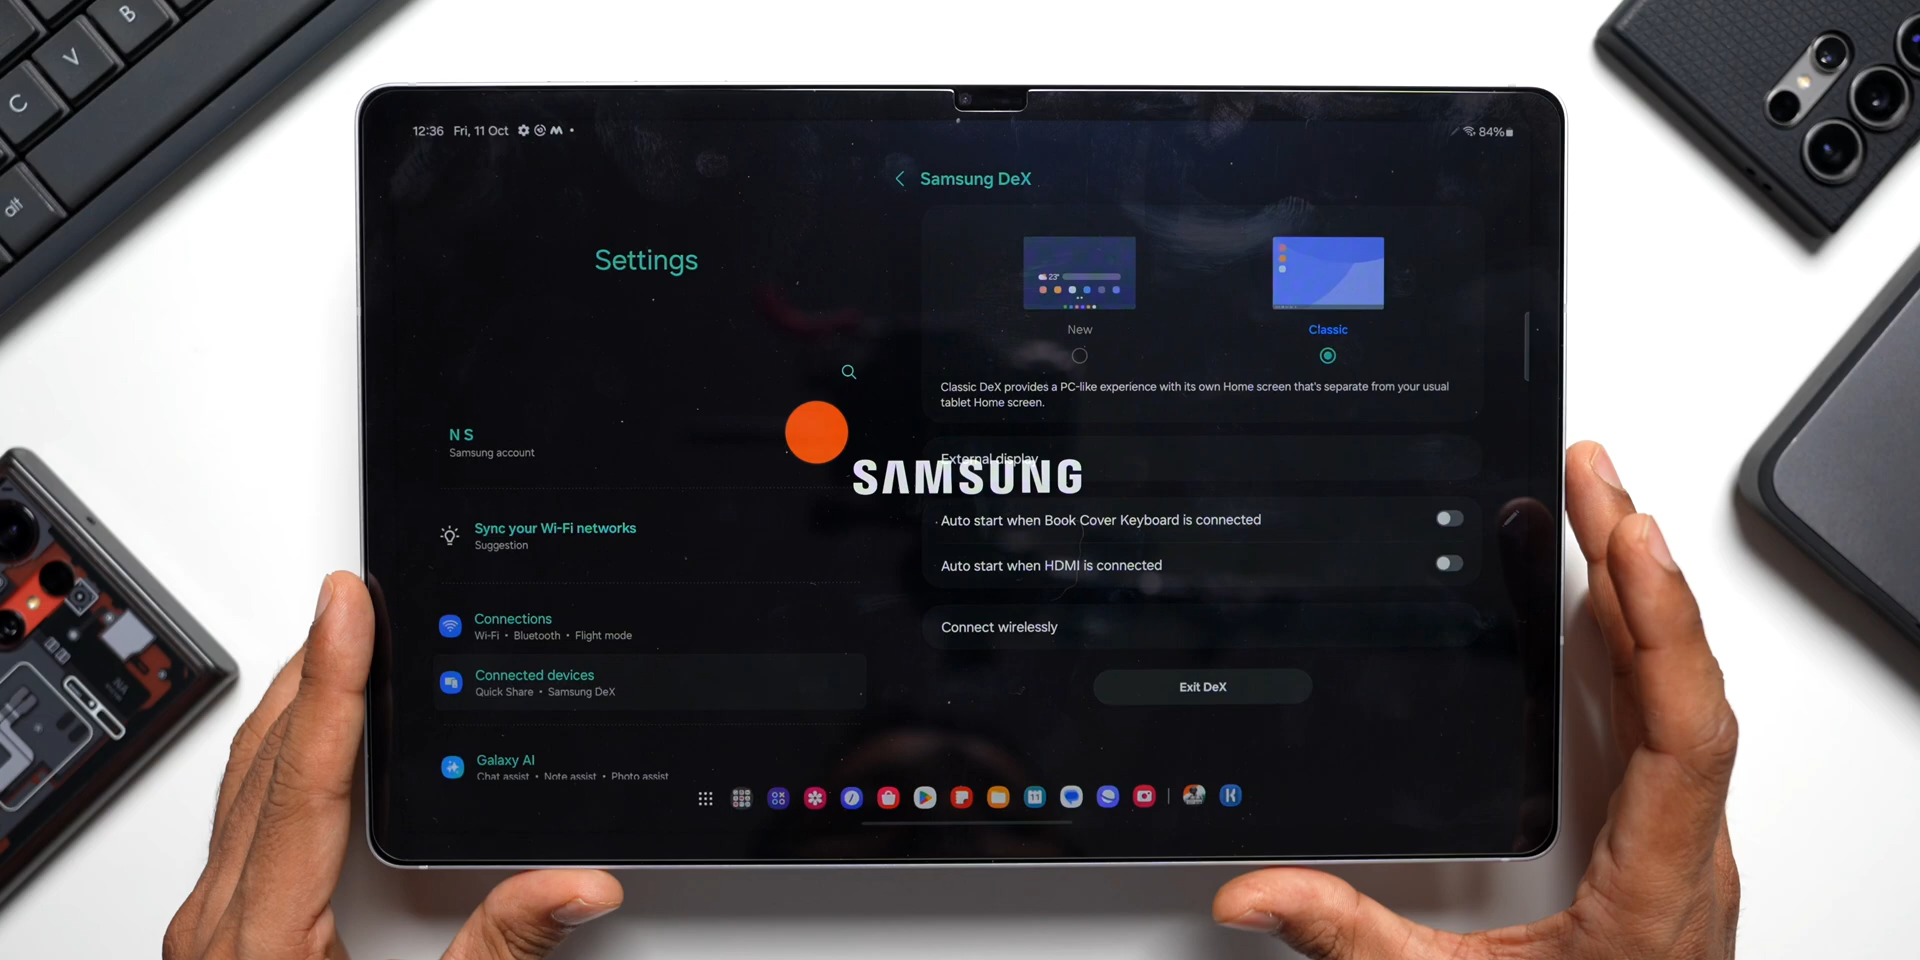 B
V
C
alt
12:36 Fri, 11 Oct
84%
Settings
N S
Samsung account
Sync your Wi-Fi networks
Suggestion
Connections
Wi-Fi • Bluetooth • Flight mode
Connected devices
Quick Share • Samsung DeX
Galaxy AI
Chat assist • Note assist • Photo assist
Samsung DeX
23°
New
Classic
Classic DeX provides a PC-like experience with its own Home screen that's separate from your usual
tablet Home screen.
External display
SAMSUNG
Auto start when Book Cover Keyboard is connected
Auto start when HDMI is connected
Connect wirelessly
Exit DeX
11
K